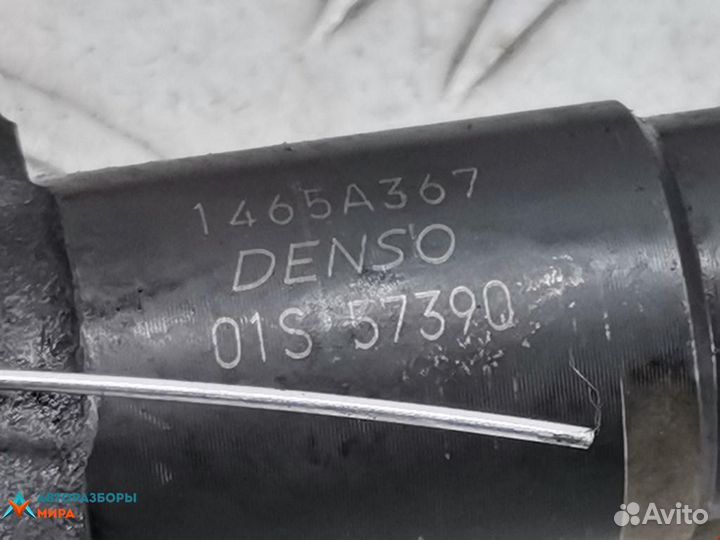 1465A367
DENSO
01S 57390
АВТОРАЗБОРЫ
МИРА
Avito